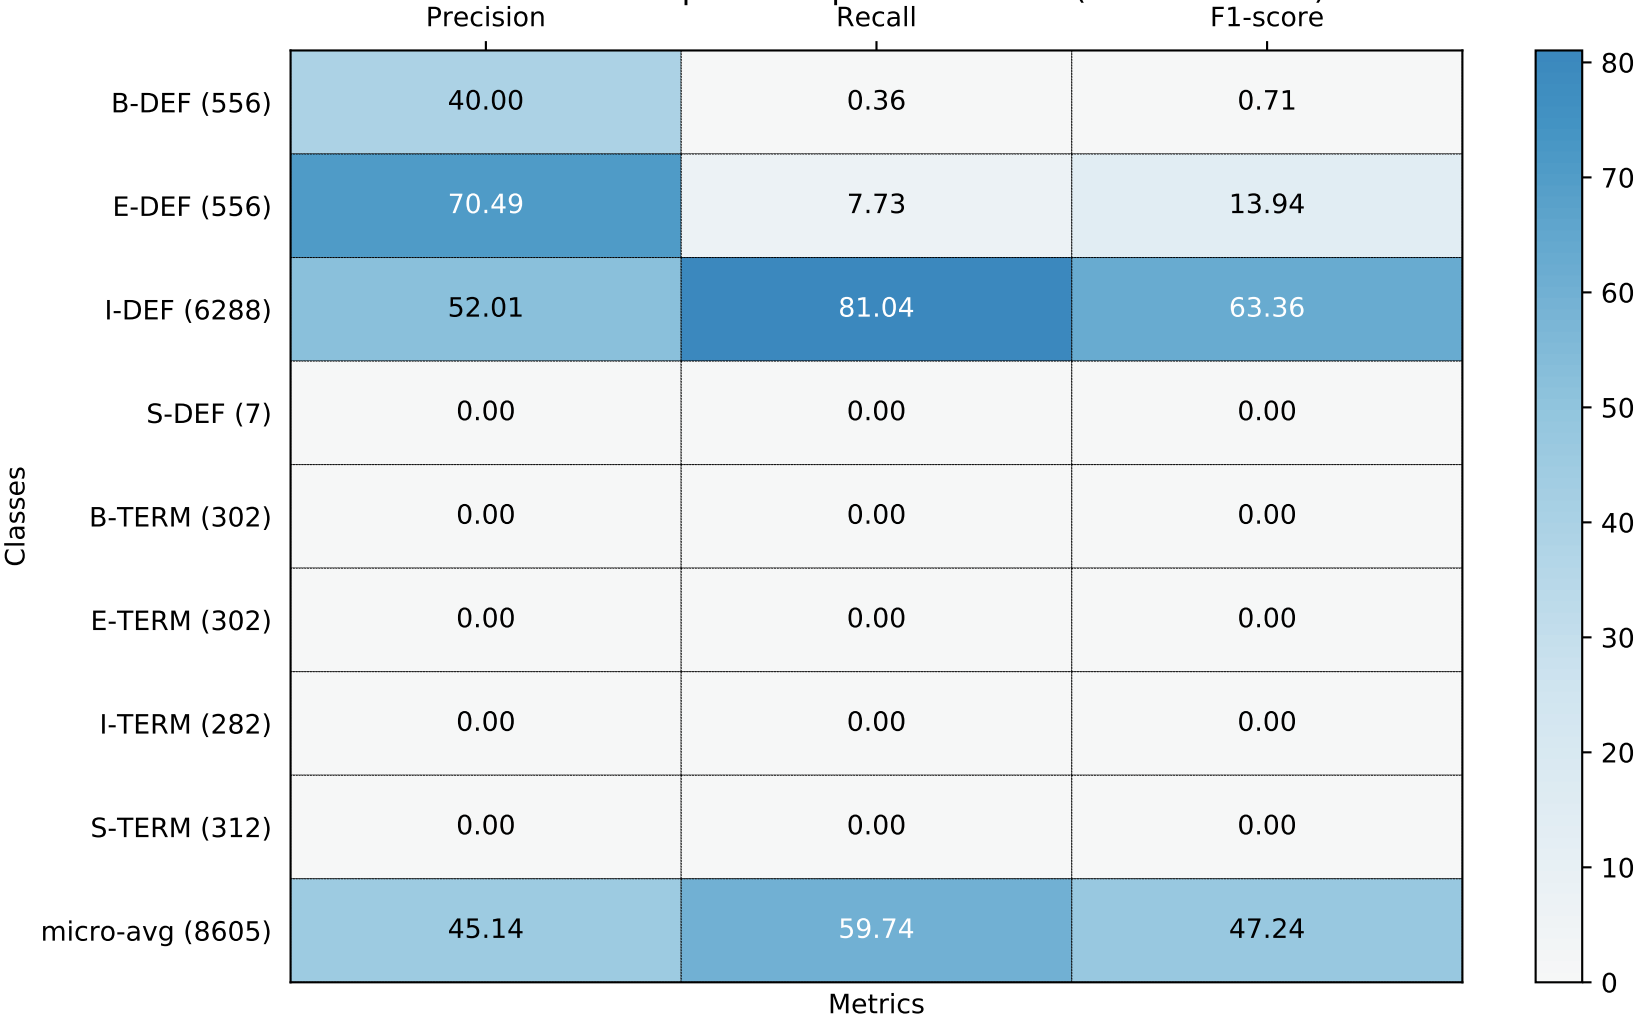 Precision Recall F1-score
B-DEF (556) 40.00 0.36 0.71
E-DEF (556) 70.49 7.73 13.94
I-DEF (6288) 52.01 81.04 63.36
S-DEF (7) 0.00 0.00 0.00
B-TERM (302) 0.00 0.00 0.00
E-TERM (302) 0.00 0.00 0.00
I-TERM (282) 0.00 0.00 0.00
S-TERM (312) 0.00 0.00 0.00
micro-avg (8605) 45.14 59.74 47.24
Classes
Metrics
80
70
60
50
40
30
20
10
0